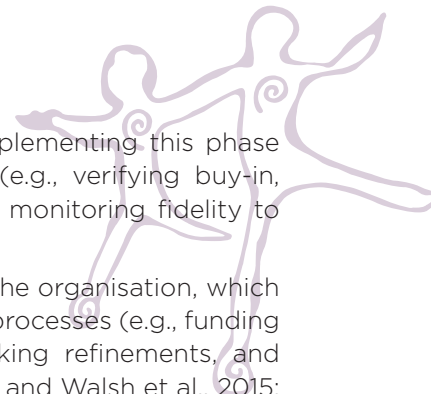 plementing this phase
(e.g., verifying buy-in,
monitoring fidelity to
he organisation, which
processes (e.g., funding
king refinements, and
and Walsh et al., 2015;